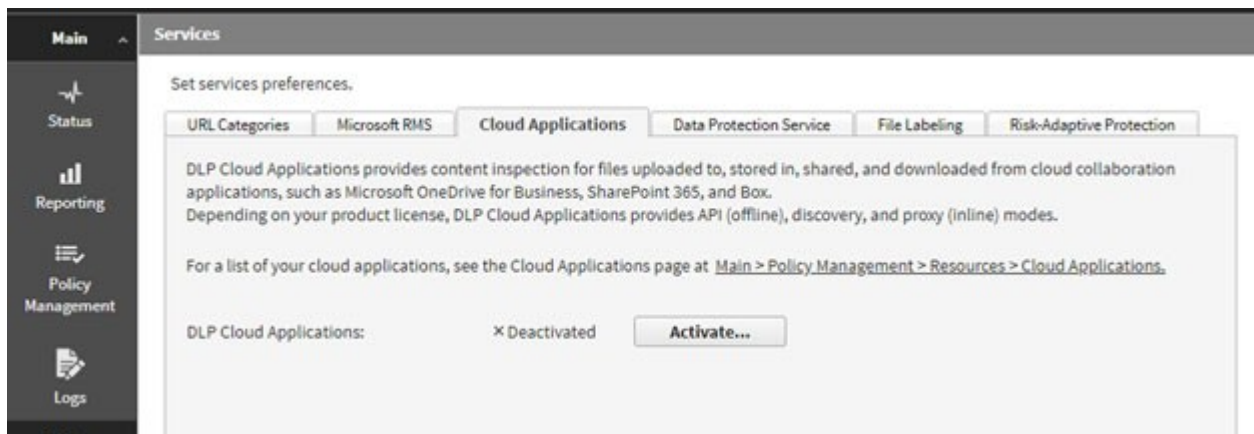 Main
Services
Set services preferences.
Status
URL Categories
Microsoft RMS
Cloud Applications
Data Protection Service
File Labeling
Risk-Adaptive Protection
DLP Cloud Applications provides content inspection for files uploaded to, stored in, shared, and downloaded from cloud collaboration
applications, such as Microsoft OneDrive for Business, SharePoint 365, and Box.
Depending on your product license, DLP Cloud Applications provides API (offline), discovery, and proxy (inline) modes.
Reporting
For a list of your cloud applications, see the Cloud Applications page at Main > Policy Management > Resources > Cloud Applications.
Policy
Management
DLP Cloud Applications:
× Deactivated
Activate...
Logs